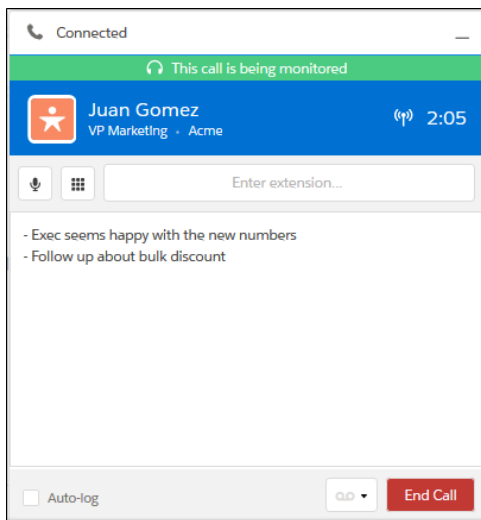 Connected
This call is being monitored
Juan Gomez
VP Marketing • Acme
2:05
Enter extension...
- Exec seems happy with the new numbers
- Follow up about bulk discount
Auto-log
End Call